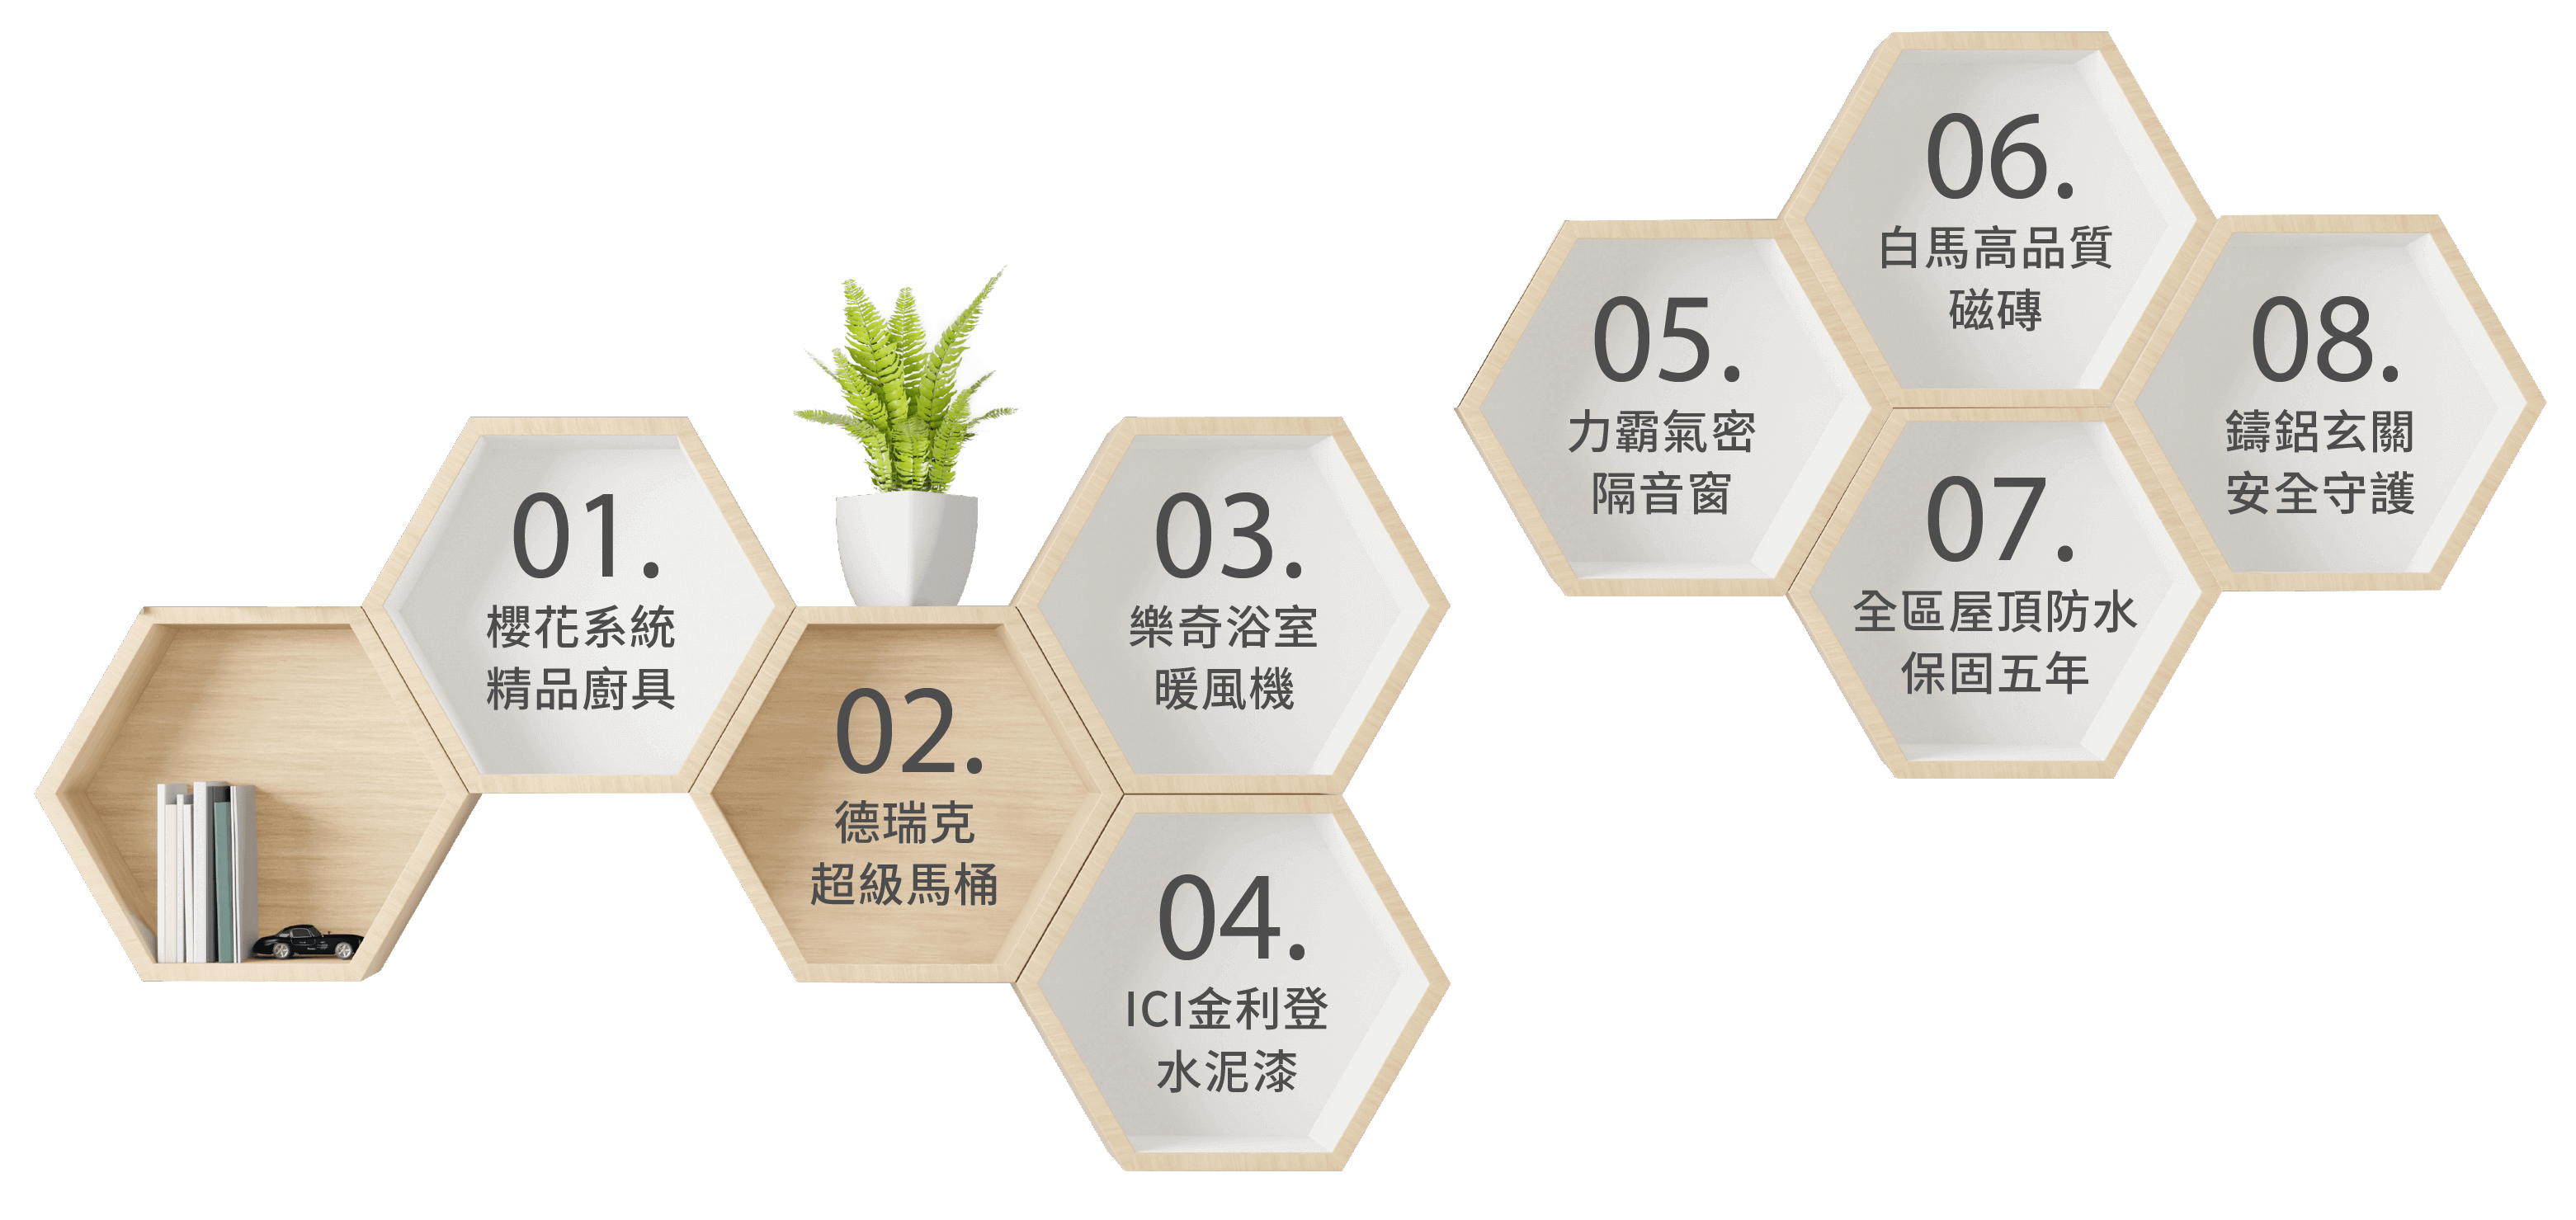 01.
櫻花系統
精品廚具
02.
德瑞克
超級馬桶
03.
樂奇浴室
暖風機
04.
ICI金利登
水泥漆
05.
力霸氣密
隔音窗
06.
白馬高品質
磁磚
07.
全區屋頂防水
保固五年
08.
鑄鋁玄關
安全守護